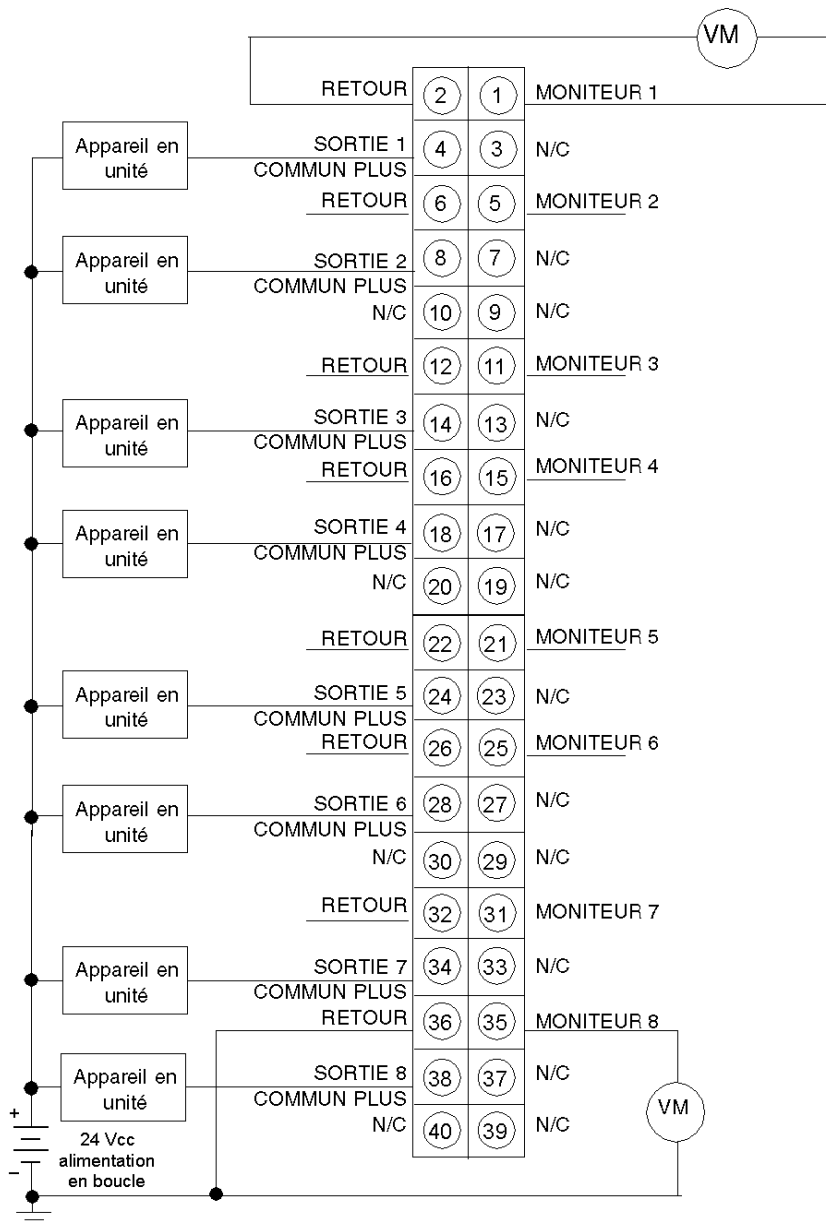 VM
RETOUR 2 1 MONITEUR 1
Appareil en
unité
SORTIE 1 4 3 N/C
COMMUN PLUS
RETOUR 6 5 MONITEUR 2
Appareil en
unité
SORTIE 2 8 7 N/C
COMMUN PLUS
N/C 10 9 N/C
RETOUR 12 11 MONITEUR 3
Appareil en
unité
SORTIE 3 14 13 N/C
COMMUN PLUS
RETOUR 16 15 MONITEUR 4
Appareil en
unité
SORTIE 4 18 17 N/C
COMMUN PLUS
N/C 20 19 N/C
RETOUR 22 21 MONITEUR 5
Appareil en
unité
SORTIE 5 24 23 N/C
COMMUN PLUS
RETOUR 26 25 MONITEUR 6
Appareil en
unité
SORTIE 6 28 27 N/C
COMMUN PLUS
N/C 30 29 N/C
RETOUR 32 31 MONITEUR 7
Appareil en
unité
SORTIE 7 34 33 N/C
COMMUN PLUS
RETOUR 36 35 MONITEUR 8
Appareil en
unité
SORTIE 8 38 37 N/C
COMMUN PLUS
N/C 40 39 N/C
VM
+
24 Vcc
alimentation
en boucle
−